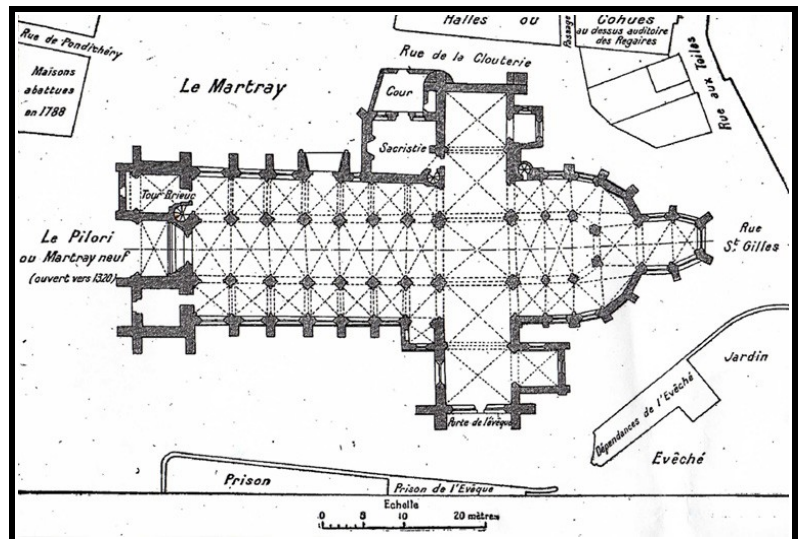 Rue de Pondichéry
Maisons
abattues
en 1788
Le Martray
Halles ou
Passage
Cohues
au dessus auditoire
des Regaires
Rue de la Clouterie
Rue aux Toiles
Cour
Sacristie
Tour Brieuc
Le Pilori
ou Martray neuf
(ouvert vers 1320)
Rue
St. Gilles
Jardin
Dépendances de l'Evêché
Evêché
Porte de l'évêque
Prison
Prison de l'Evêque
Echelle
0 5 10 20 mètres